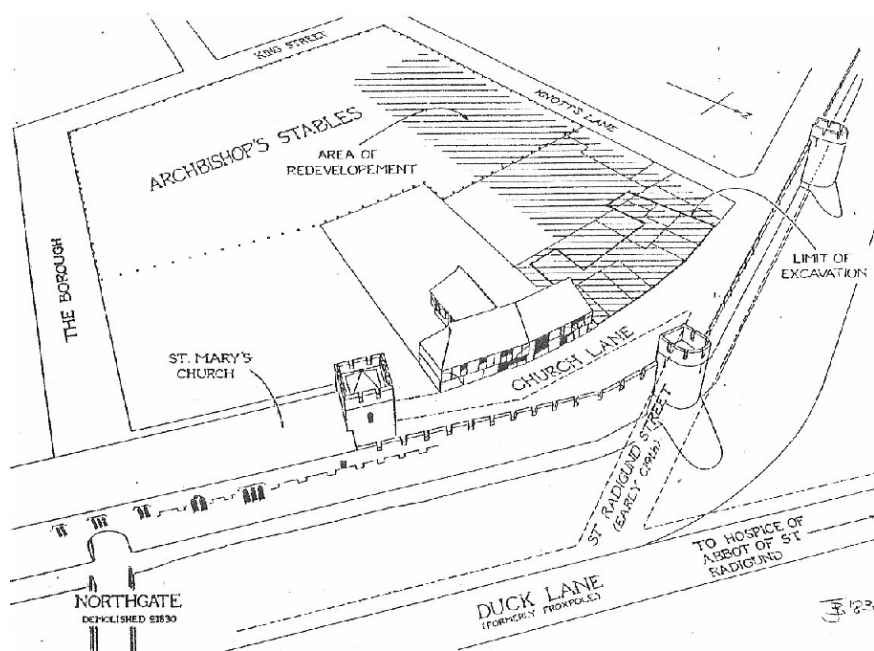 KING STREET
KNOTT'S LANE
ARCHBISHOP'S STABLES
AREA OF
REDEVELOPEMENT
N
THE BOROUGH
LIMIT OF
EXCAVATION
ST. MARY'S
CHURCH
CHURCH LANE
ST RADIGUND STREET
(EARLY C19th)
TO HOSPICE OF
ABBOT OF ST
RADIGUND
NORTHGATE
DEMOLISHED c1830
DUCK LANE
(FORMERLY FROXPOLE)
'83